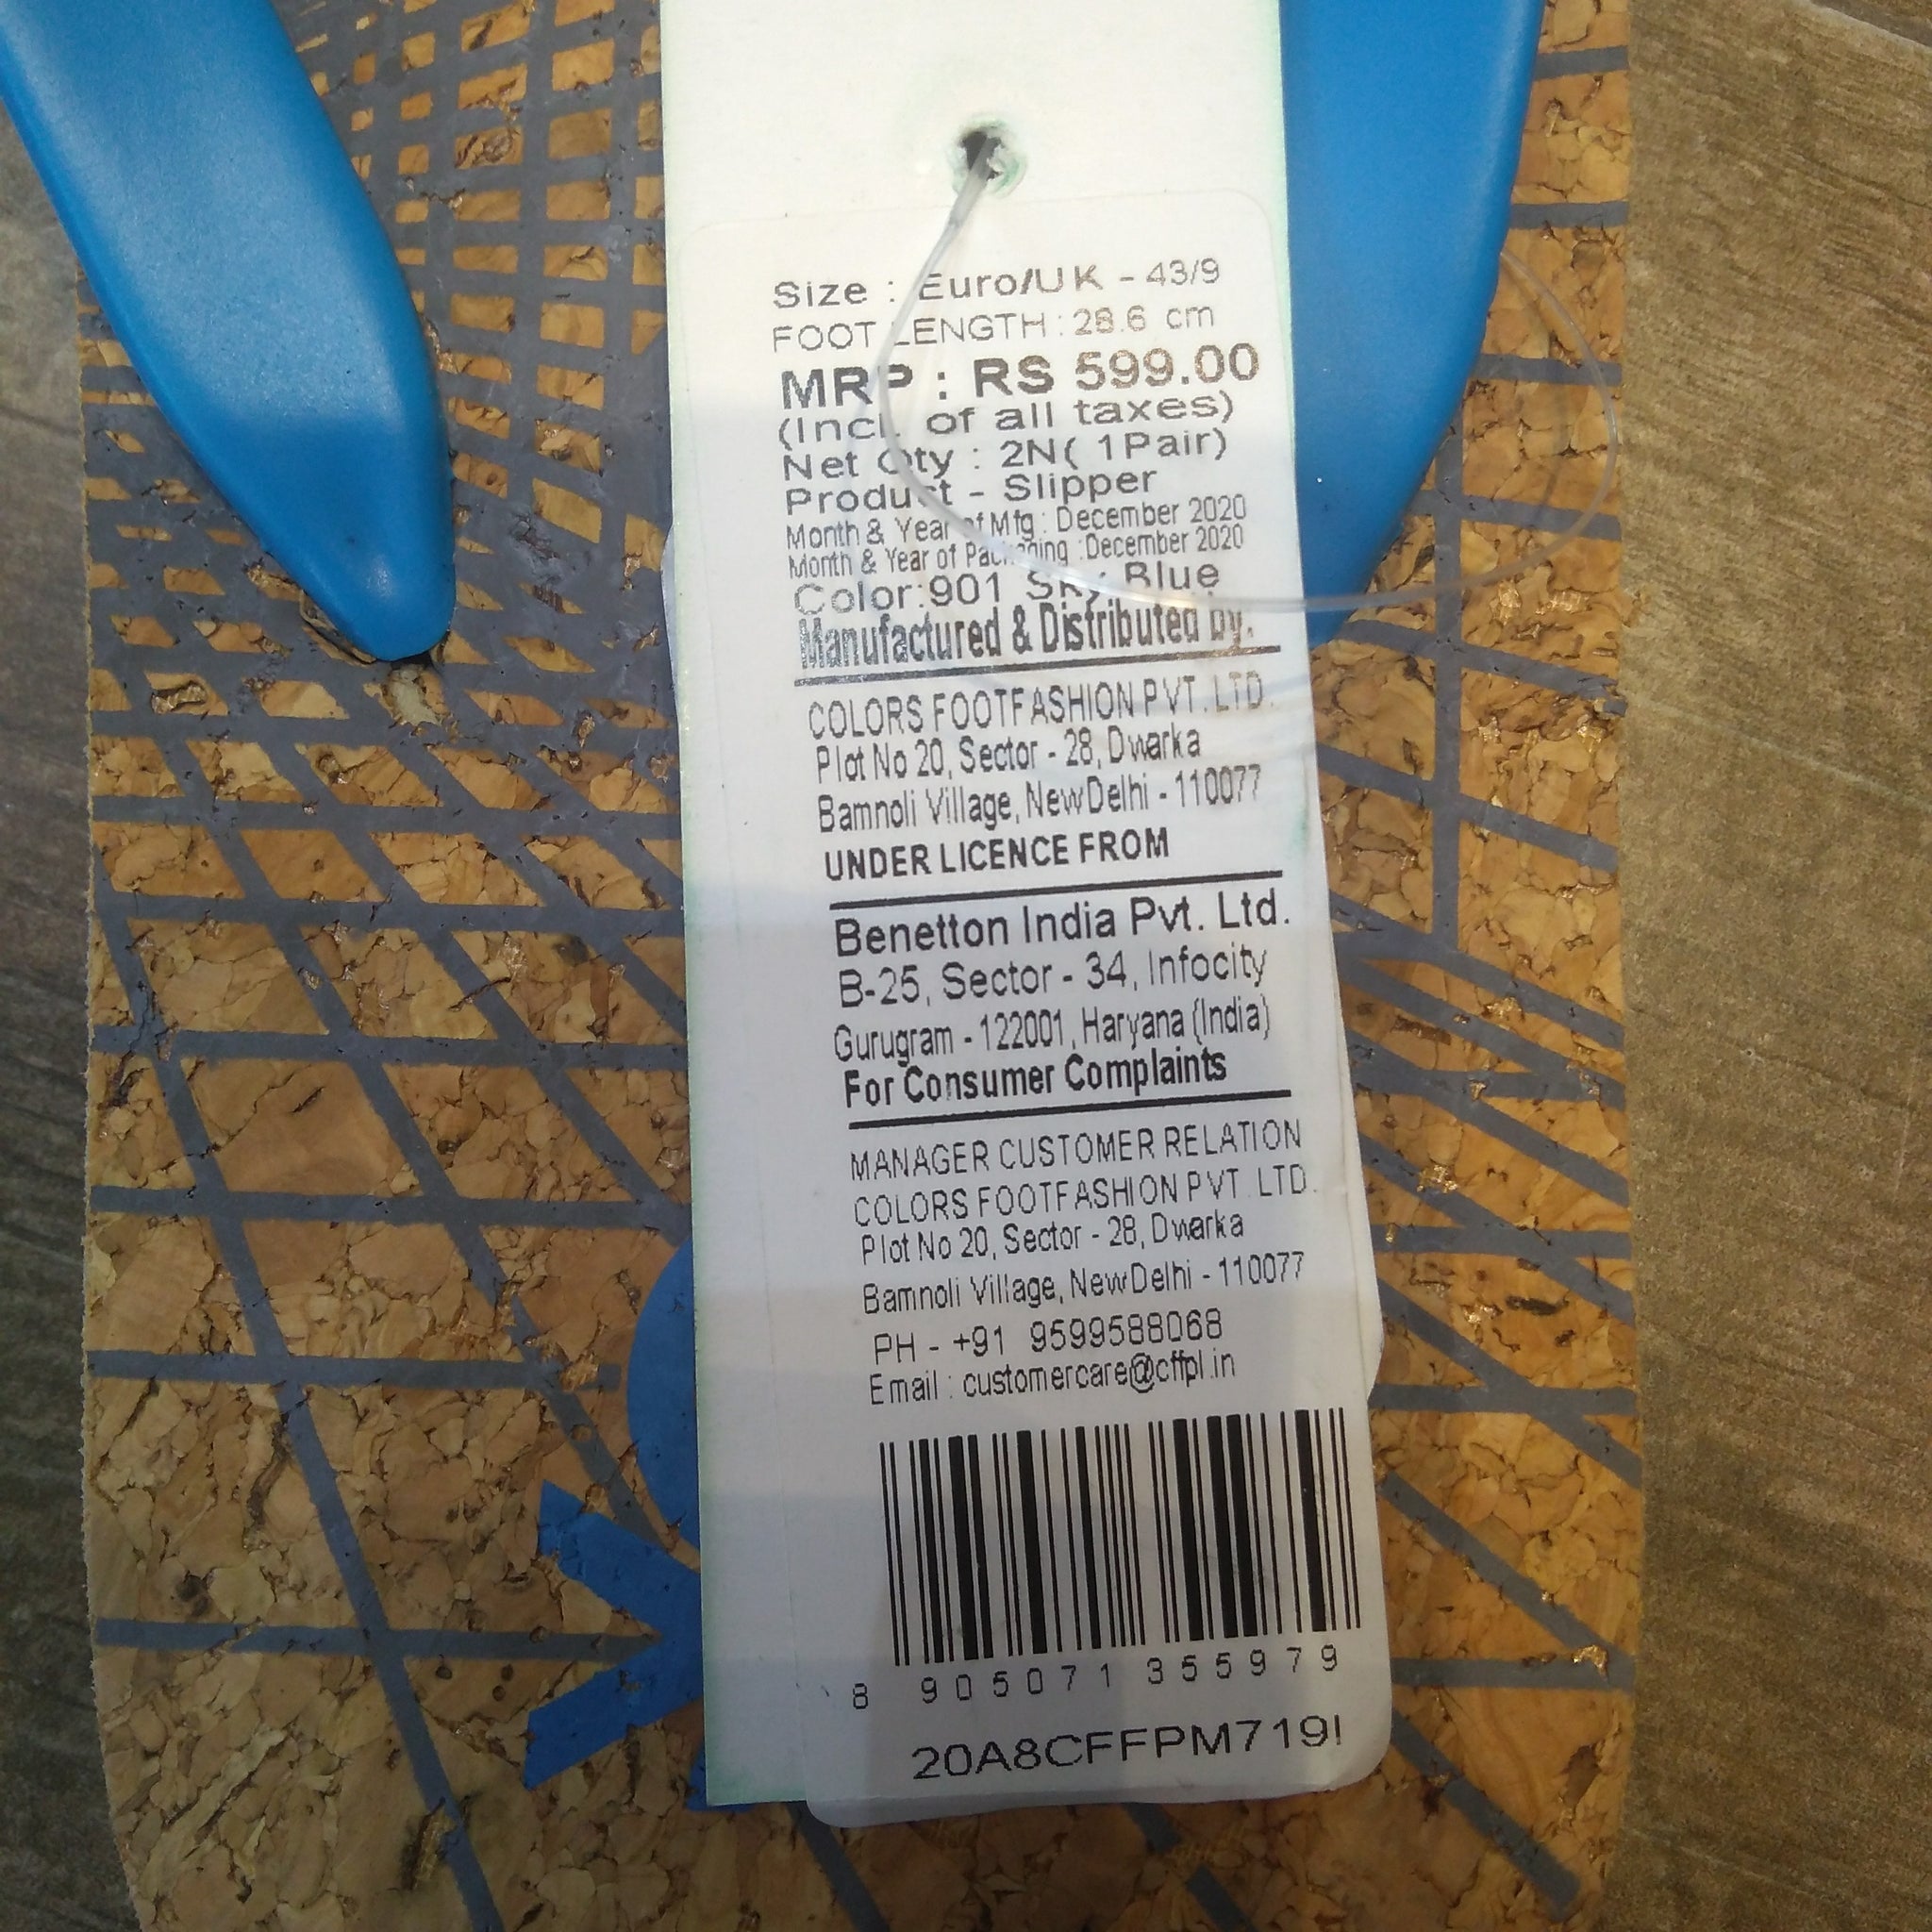 Size : Euro/UK - 43/9
FOOT LENGTH : 28.6 cm
MRP : RS 599.00
(Incl. of all taxes)
Net Qty : 2N( 1Pair)
Product - Slipper
Month & Year of Mfg : December 2020
Month & Year of Packaging :December 2020
Color:901 Sky Blue
Manufactured & Distributed by.
COLORS FOOTFASHION PVT. LTD.
Plot No 20, Sector - 28, Dwarka
Bamnoli Village, NewDelhi - 110077
UNDER LICENCE FROM
Benetton India Pvt. Ltd.
B-25, Sector - 34, Infocity
Gurugram - 122001, Haryana (India)
For Consumer Complaints
MANAGER CUSTOMER RELATION
COLORS FOOTFASHION PVT. LTD.
Plot No 20, Sector - 28, Dwarka
Bamnoli Village, NewDelhi - 110077
PH - +91 9599588068
Email : customercare@cffpl.in
8 905071 355979
20A8CFFPM719I